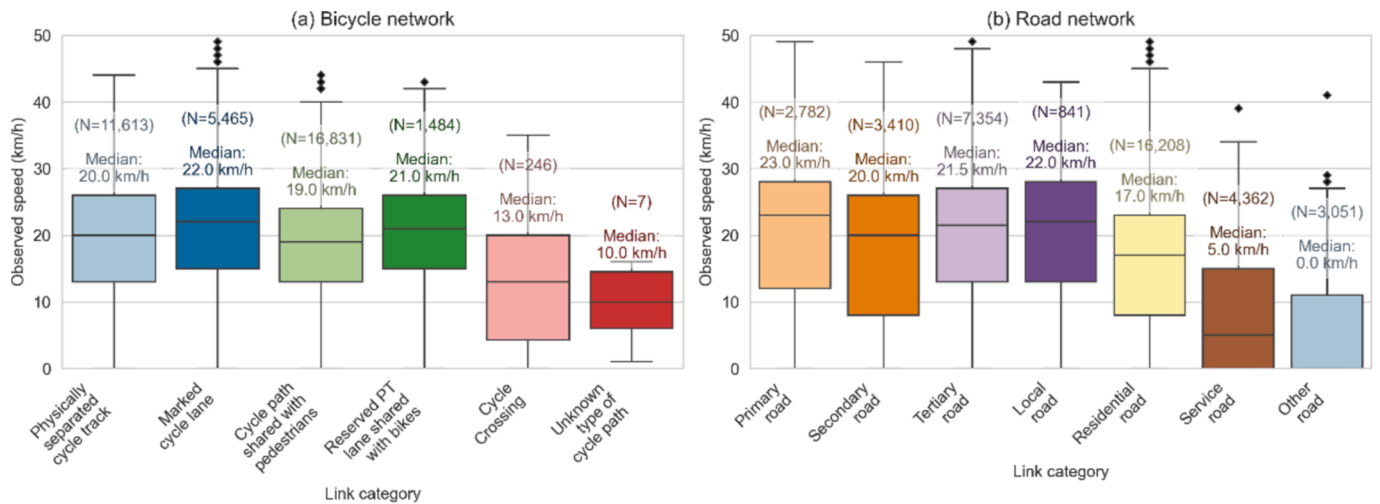 (a) Bicycle network
Observed speed (km/h)
50
40
30
20
10
0
(N=11,613)
Median:
20.0 km/h
(N=5,465)
Median:
22.0 km/h
(N=16,831)
Median:
19.0 km/h
(N=1,484)
Median:
21.0 km/h
(N=246)
Median:
13.0 km/h
(N=7)
Median:
10.0 km/h
Physically
separated
cycle track
Marked
cycle lane
Cycle path
shared with
pedestrians
Reserved PT
lane shared
with bikes
Cycle
Crossing
Unknown
type of
cycle path
Link category
(b) Road network
Observed speed (km/h)
50
40
30
20
10
0
(N=2,782)
Median:
23.0 km/h
(N=3,410)
Median:
20.0 km/h
(N=7,354)
Median:
21.5 km/h
(N=841)
Median:
22.0 km/h
(N=16,208)
Median:
17.0 km/h
(N=4,362)
Median:
5.0 km/h
(N=3,051)
Median:
0.0 km/h
Primary
road
Secondary
road
Tertiary
road
Local
road
Residential
road
Service
road
Other
road
Link category